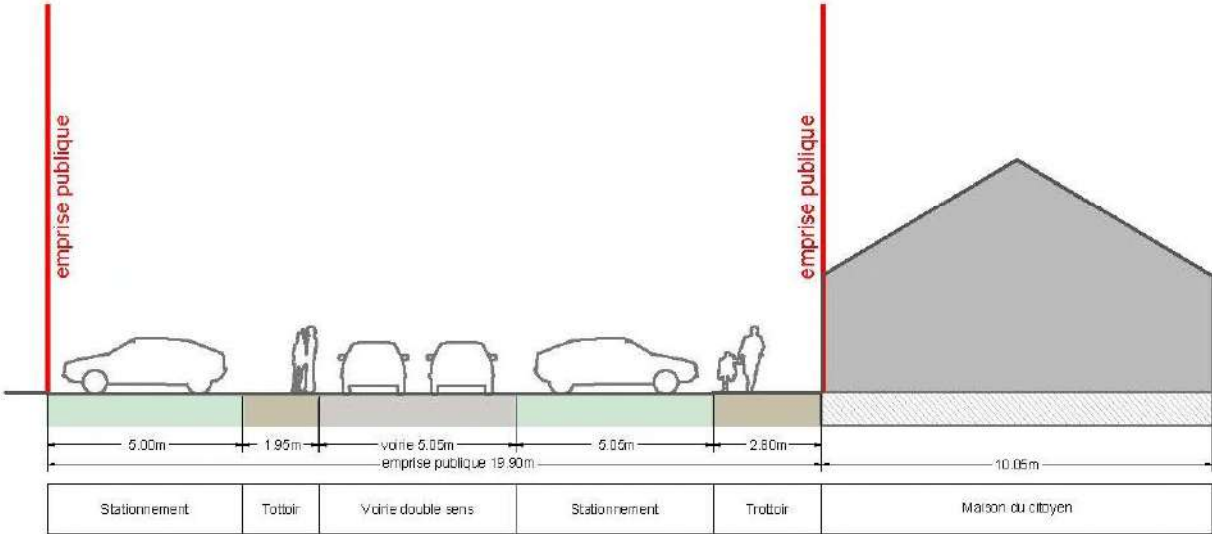 emprise publique
emprise publique
5.00m
1.95m
voirie 5.05m
5.05m
2.80m
emprise publique 19.90m
10.05m
Stationnement
Tottoir
Voirie double sens
Stationnement
Trottoir
Maison du citoyen